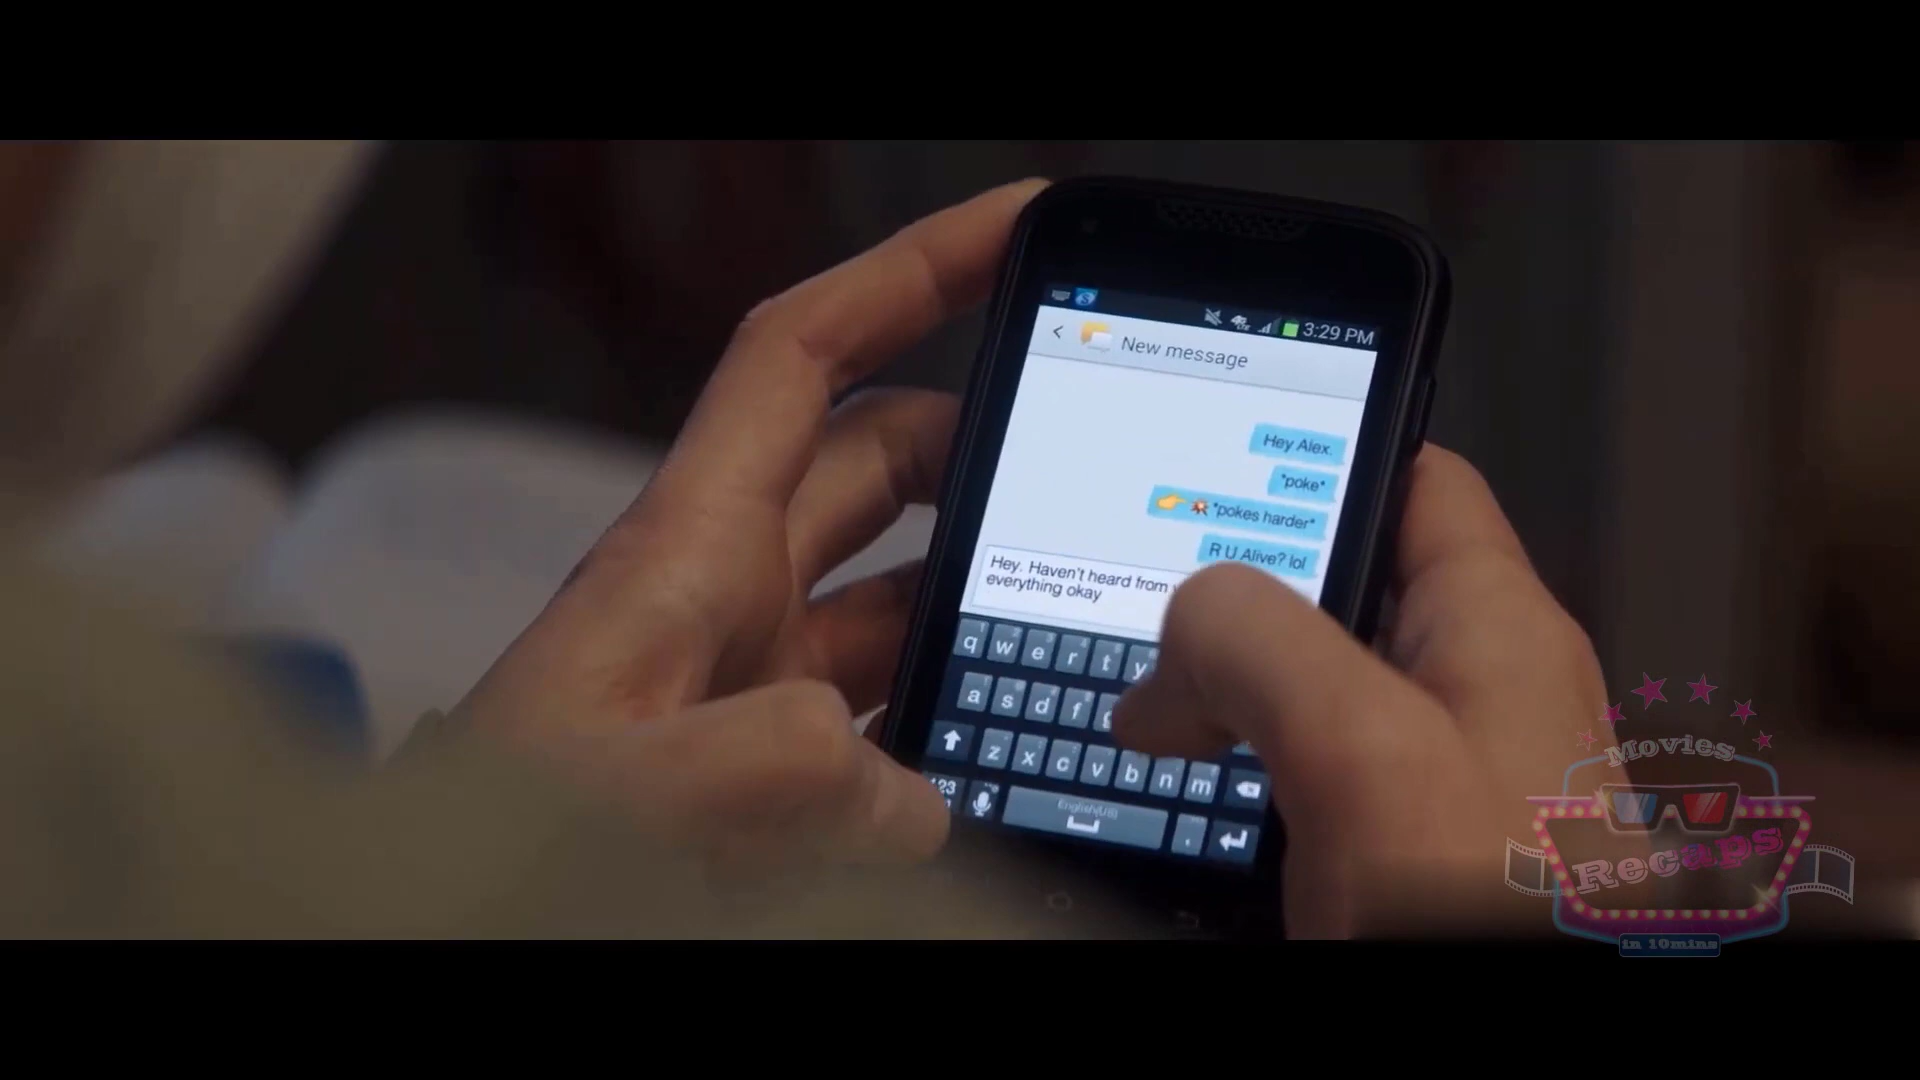 3:29 PM
New message
Hey Alex.
*poke*
*pokes harder*
R U Alive? lol
Hey. Haven't heard from
everything okay
q w e r t y
a s d f
z x c v b n m
123
English(US)
Movies
Recaps
in 10mins